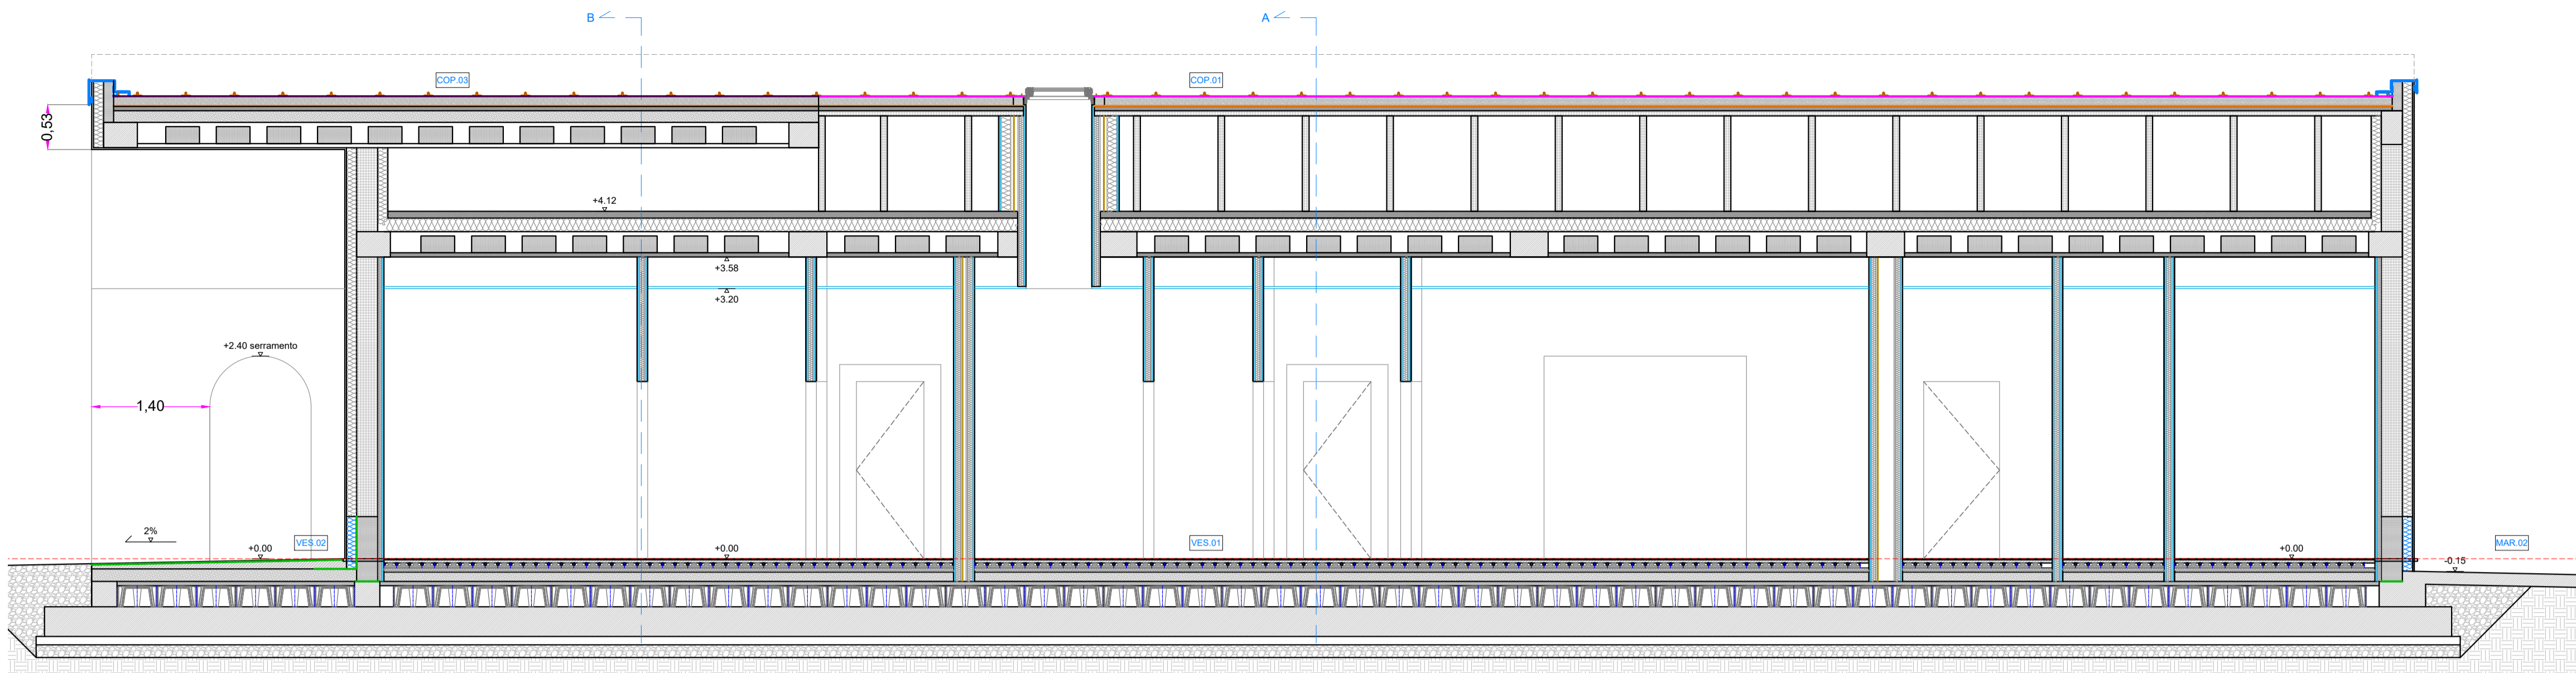 B
A
COP.03
COP.01
0,53
+4.12
+3.58
+3.20
+2.40 serramento
1,40
2%
+0.00
VES.02
+0.00
VES.01
+0.00
MAR.02
-0.15